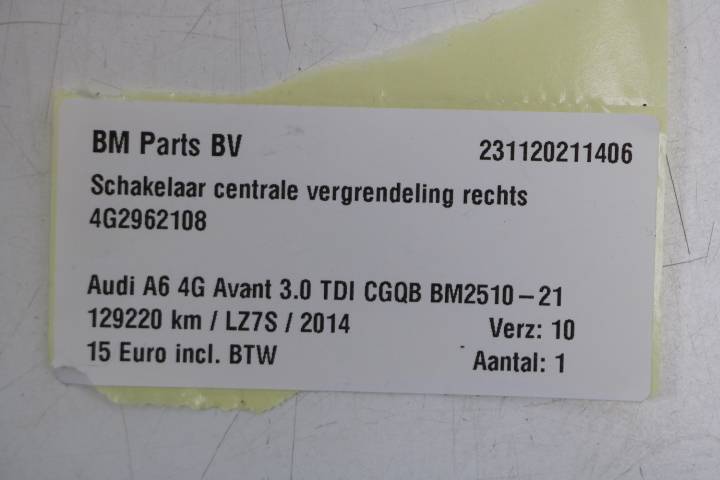 BM Parts BV 231120211406
Schakelaar centrale vergrendeling rechts
4G2962108
Audi A6 4G Avant 3.0 TDI CGQB BM2510-21
129220 km / LZ7S / 2014 Verz: 10
15 Euro incl. BTW Aantal: 1